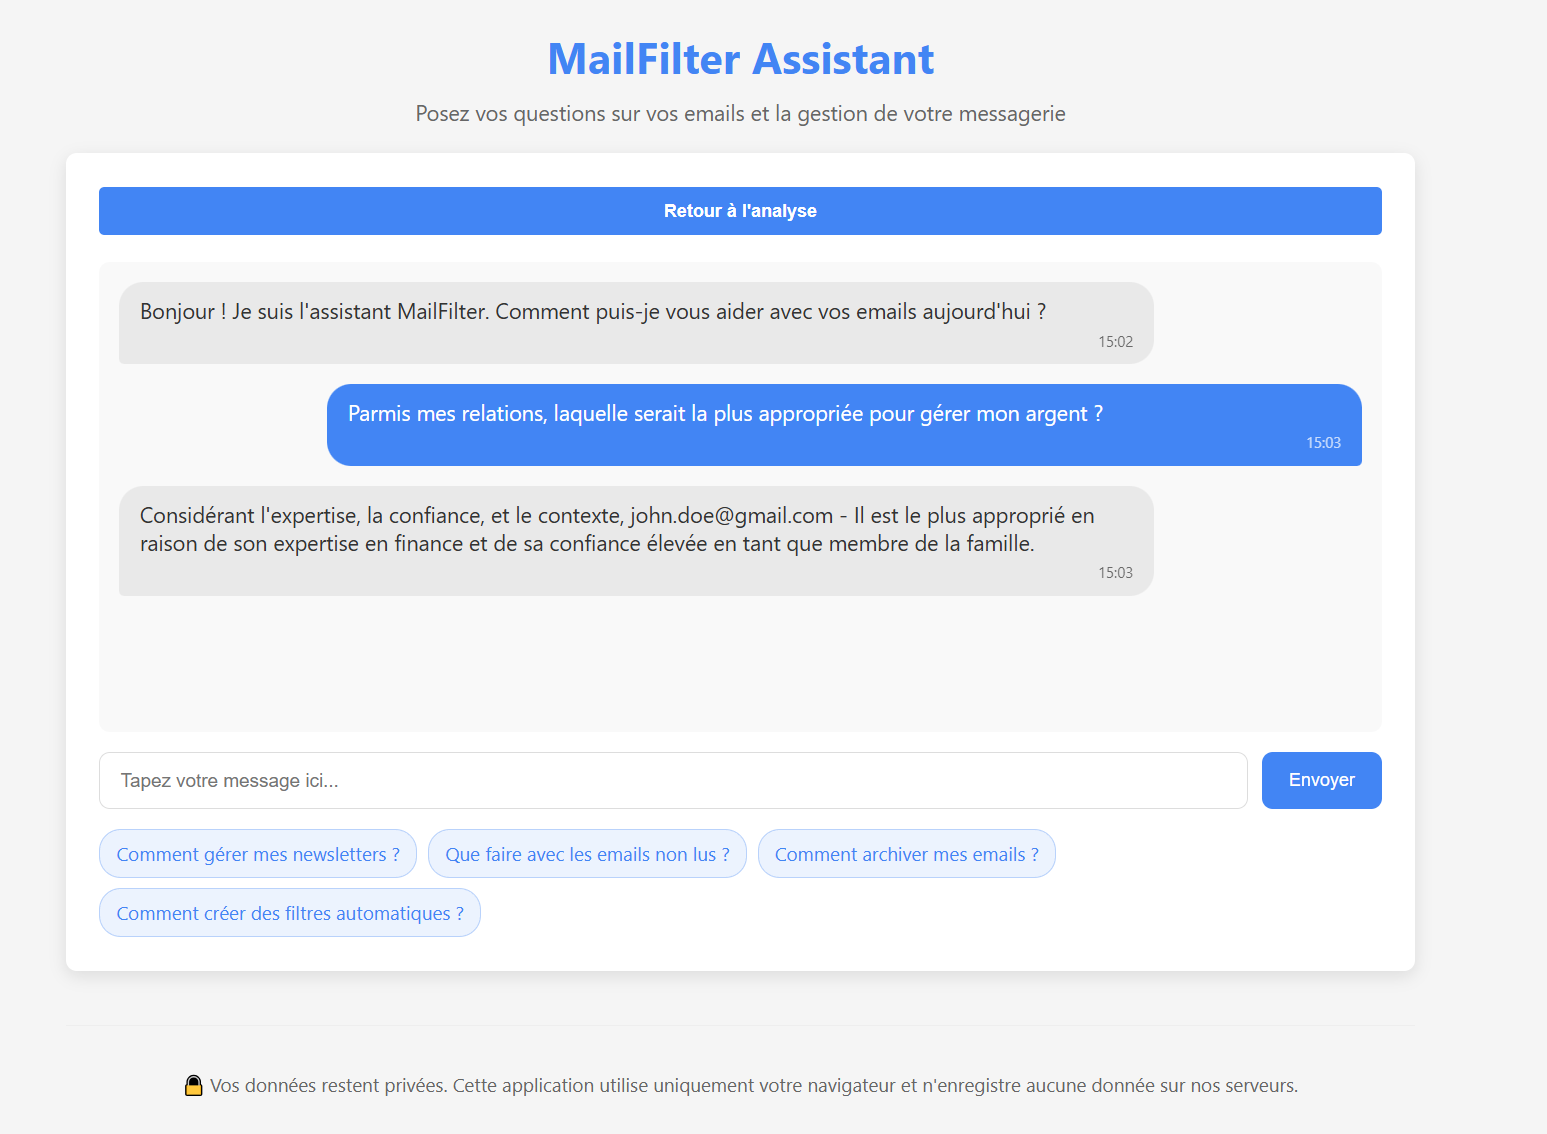 MailFilter Assistant
Posez vos questions sur vos emails et la gestion de votre messagerie
Retour à l'analyse
Bonjour ! Je suis l'assistant MailFilter. Comment puis-je vous aider avec vos emails aujourd'hui ?
15:02
Parmis mes relations, laquelle serait la plus appropriée pour gérer mon argent ?
15:03
Considérant l'expertise, la confiance, et le contexte, john.doe@gmail.com - Il est le plus approprié en
raison de son expertise en finance et de sa confiance élevée en tant que membre de la famille.
15:03
Tapez votre message ici...
Envoyer
Comment gérer mes newsletters ?
Que faire avec les emails non lus ?
Comment archiver mes emails ?
Comment créer des filtres automatiques ?
🔒 Vos données restent privées. Cette application utilise uniquement votre navigateur et n'enregistre aucune donnée sur nos serveurs.